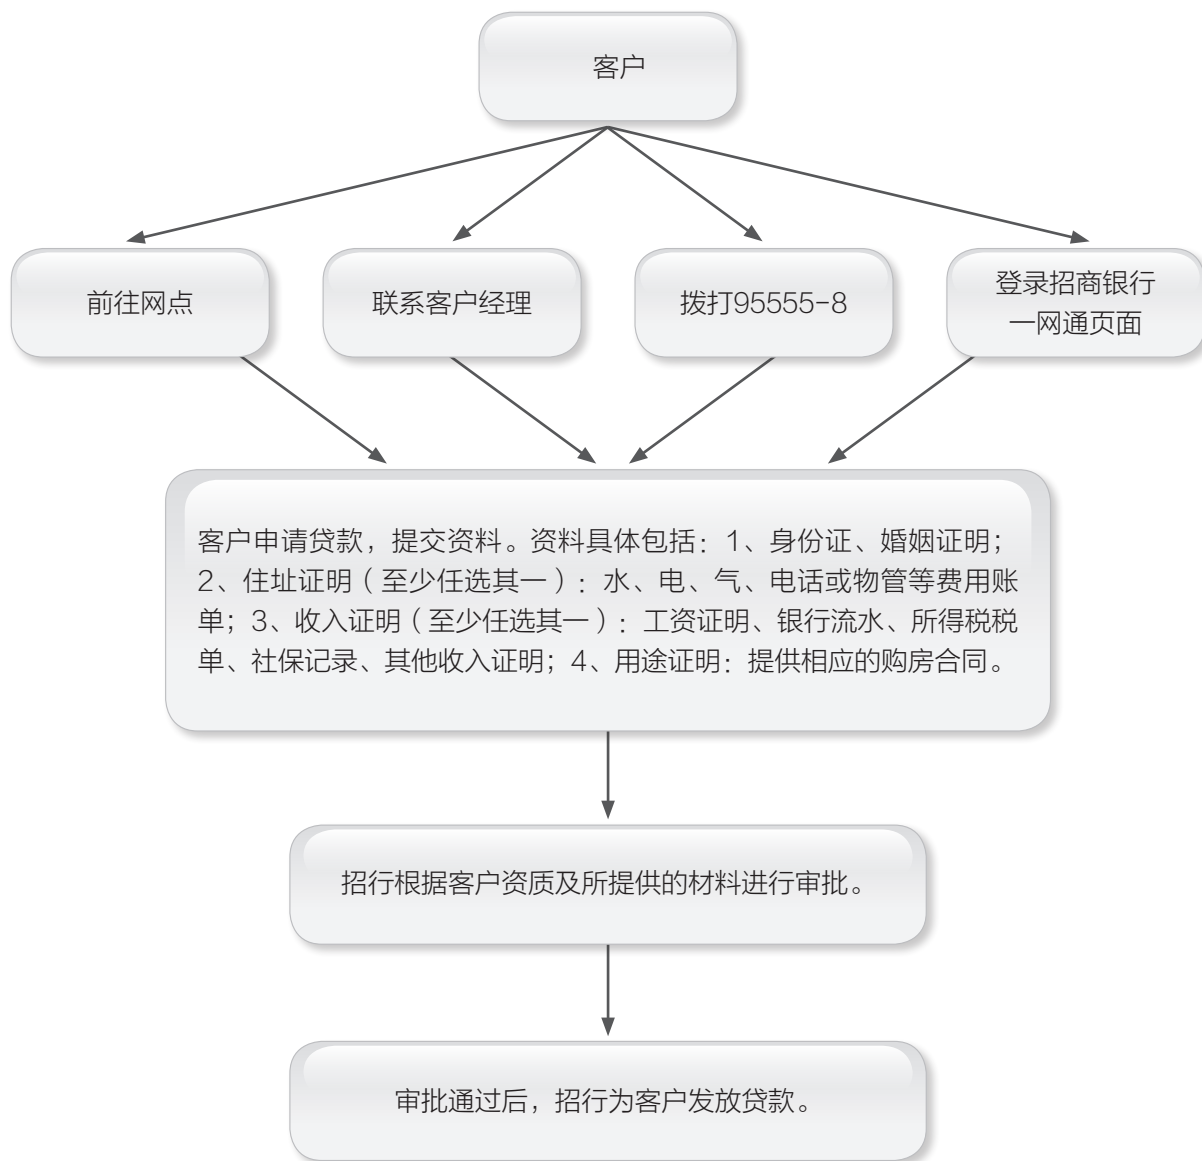 客户
前往网点
联系客户经理
拨打95555-8
登录招商银行
一网通页面
客户申请贷款，提交资料。资料具体包括：1、身份证、婚姻证明；
2、住址证明（至少任选其一）：水、电、气、电话或物管等费用账
单；3、收入证明（至少任选其一）：工资证明、银行流水、所得税税
单、社保记录、其他收入证明；4、用途证明：提供相应的购房合同。
招行根据客户资质及所提供的材料进行审批。
审批通过后，招行为客户发放贷款。